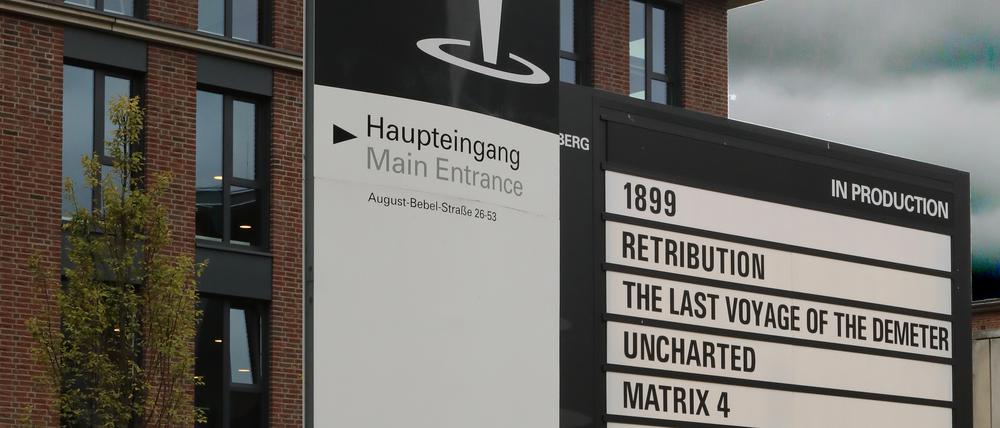 Haupteingang
Main Entrance
August-Bebel-Straße 26-53
BERG
IN PRODUCTION
1899
RETRIBUTION
THE LAST VOYAGE OF THE DEMETER
UNCHARTED
MATRIX 4